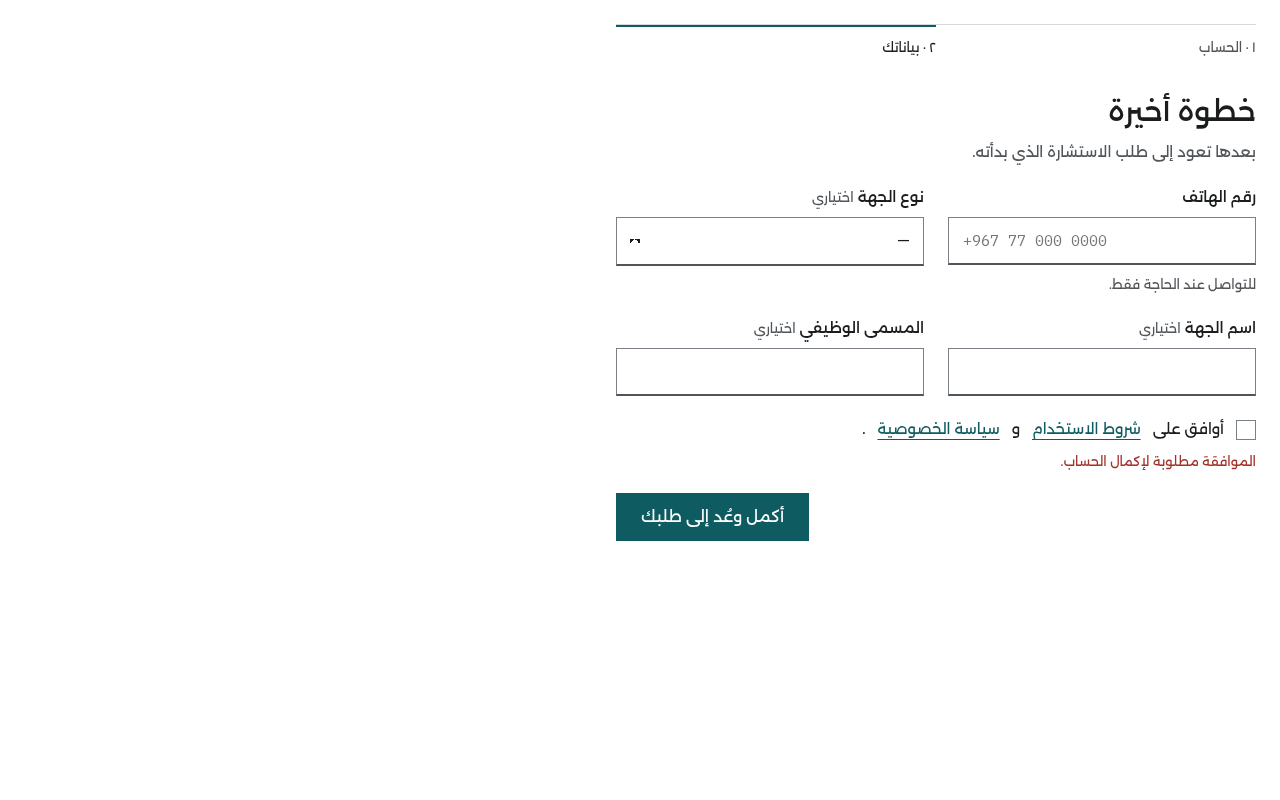 ١ · الحساب
٢ · بياناتك
خطوة أخيرة
بعدها تعود إلى طلب الاستشارة الذي بدأته.
رقم الهاتف
+967 77 000 0000
للتواصل عند الحاجة فقط.
نوع الجهة اختياري
—
اسم الجهة اختياري
المسمى الوظيفي اختياري
أوافق على شروط الاستخدام و سياسة الخصوصية .
الموافقة مطلوبة لإكمال الحساب.
أكمل وعُد إلى طلبك